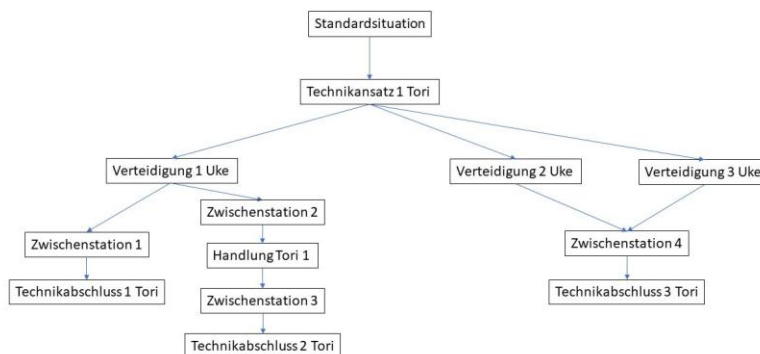 Standardsituation
Technikansatz 1 Tori
Verteidigung 1 Uke
Verteidigung 2 Uke
Verteidigung 3 Uke
Zwischenstation 2
Zwischenstation 1
Zwischenstation 4
Handlung Tori 1
Technikabschluss 1 Tori
Technikabschluss 3 Tori
Zwischenstation 3
Technikabschluss 2 Tori